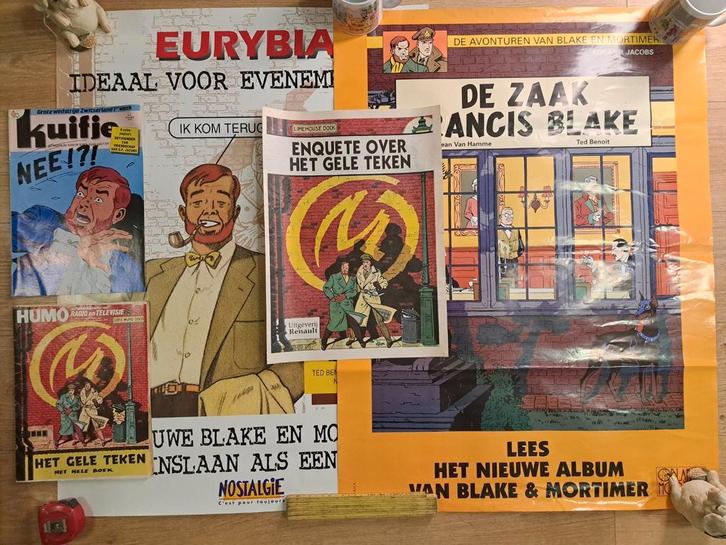 EURYBIA
IDEAAL VOOR EVENEM
IK KOM TERUG
UWE BLAKE EN MO
INSLAAN ALS EEN
TED BE
NOSTALGIE
C'est pour toujours
kuifje
NEE!?!
HUMO
RADIO en TELEVISIE
HET GELE TEKEN
HET HELE BOEK
LIMEHOUSE DOCK
ENQUETE OVER
HET GELE TEKEN
Uitgeverij
Renault
DE AVONTUREN VAN BLAKE EN MORTIMER
JACOBS
DE ZAAK
RANCIS BLAKE
ean Van Hamme
Ted Benoit
LEES
HET NIEUWE ALBUM
VAN BLAKE & MORTIMER